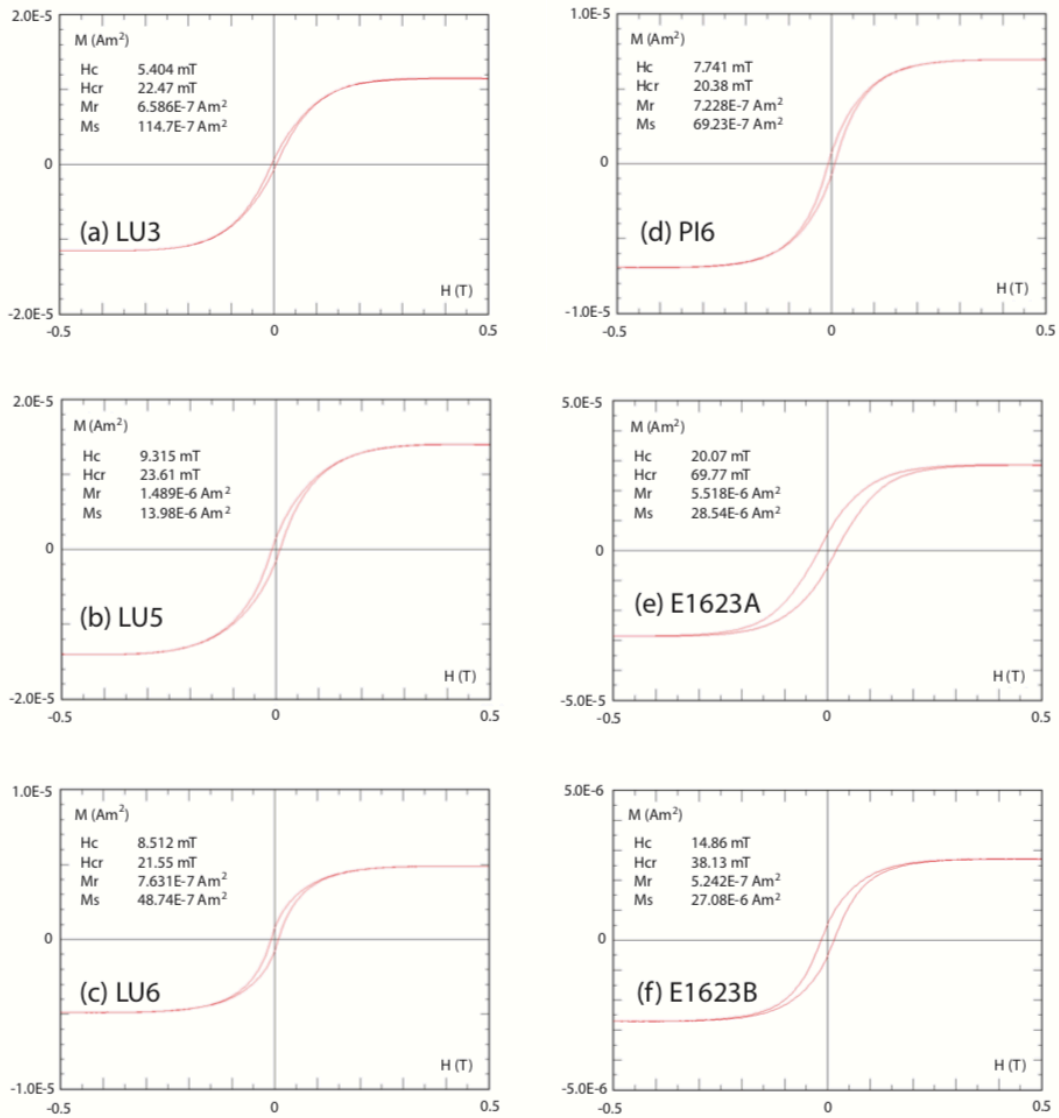 2.0E-5
M (Am²)
Hc 5.404 mT
Hcr 22.47 mT
Mr 6.586E-7 Am²
Ms 114.7E-7 Am²
0
(a) LU3
H (T)
-2.0E-5
-0.5 0 0.5
1.0E-5
M (Am²)
Hc 7.741 mT
Hcr 20.38 mT
Mr 7.228E-7 Am²
Ms 69.23E-7 Am²
0
(d) PI6
H (T)
-1.0E-5
-0.5 0 0.5
2.0E-5
M (Am²)
Hc 9.315 mT
Hcr 23.61 mT
Mr 1.489E-6 Am²
Ms 13.98E-6 Am²
0
(b) LU5
H (T)
-2.0E-5
-0.5 0 0.5
5.0E-5
M (Am²)
Hc 20.07 mT
Hcr 69.77 mT
Mr 5.518E-6 Am²
Ms 28.54E-6 Am²
0
(e) E1623A
H (T)
-5.0E-5
-0.5 0 0.5
1.0E-5
M (Am²)
Hc 8.512 mT
Hcr 21.55 mT
Mr 7.631E-7 Am²
Ms 48.74E-7 Am²
0
(c) LU6
H (T)
-1.0E-5
-0.5 0 0.5
5.0E-6
M (Am²)
Hc 14.86 mT
Hcr 38.13 mT
Mr 5.242E-7 Am²
Ms 27.08E-6 Am²
0
(f) E1623B
H (T)
-5.0E-6
-0.5 0 0.5